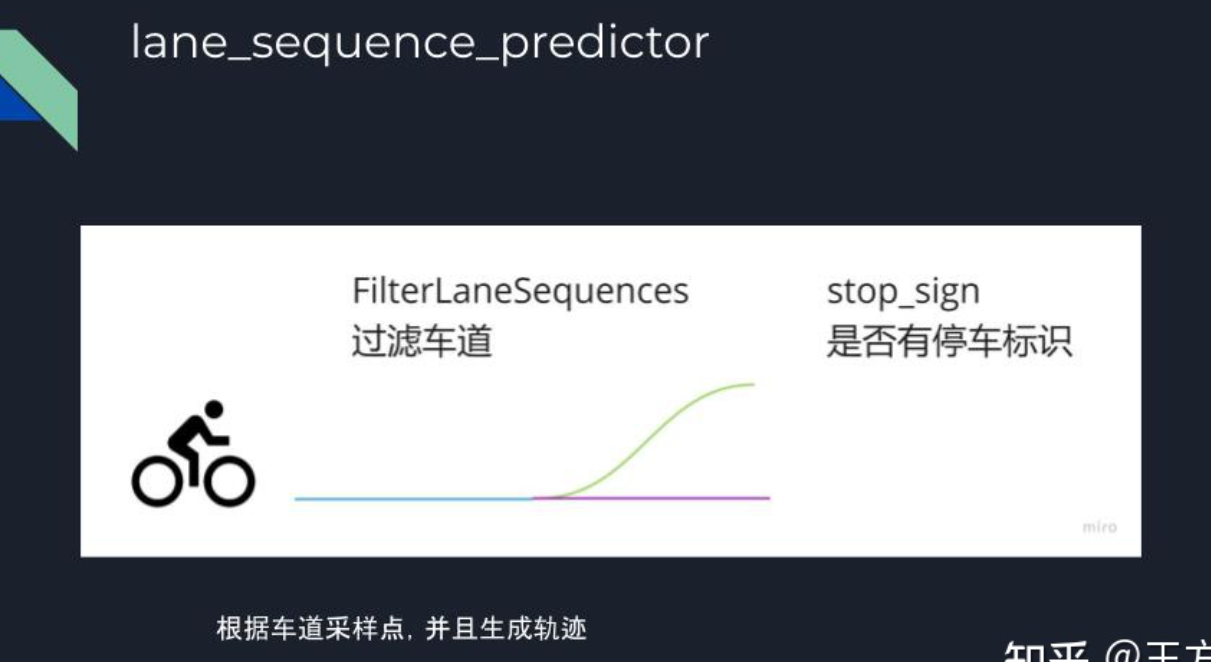 lane_sequence_predictor
FilterLaneSequences
过滤车道
stop_sign
是否有停车标识
miro
根据车道采样点, 并且生成轨迹
知乎 @王方